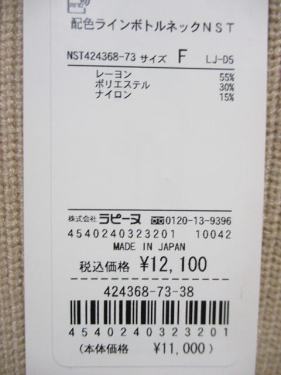 配色ラインボトルネックNST
NST424368-73 サイズ F LJ-D5
レーヨン 55%
ポリエステル 30%
ナイロン 15%
株式会社 ラピーヌ 0120-13-9396
4540240323201 10042
MADE IN JAPAN
税込価格 ¥12,100
424368-73-38
4540240323201
(本体価格 ¥11,000)